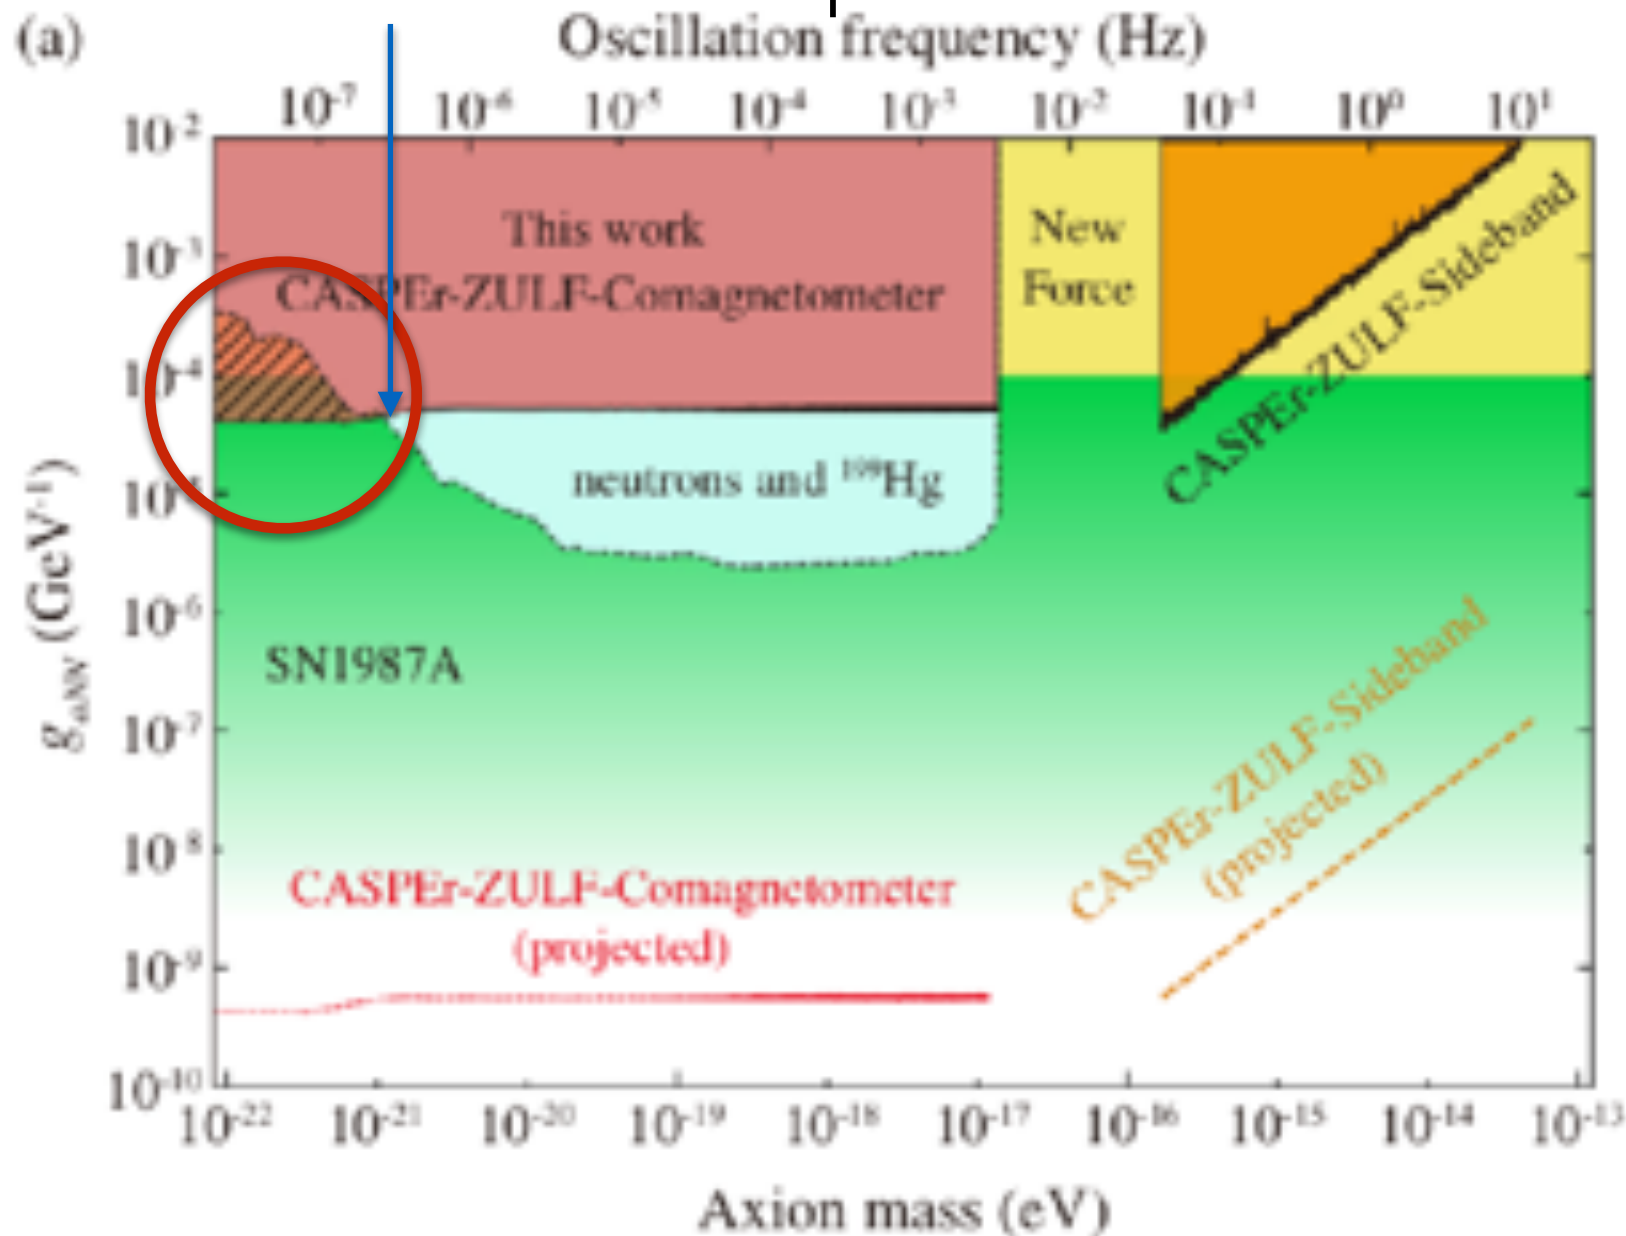 (a)
Oscillation frequency (Hz)
10⁻⁷ 10⁻⁶ 10⁻⁵ 10⁻⁴ 10⁻³ 10⁻² 10⁻¹ 10⁰ 10¹
10⁻²
This work
New
10⁻³
CASPEr-ZULF-Comagnetometer
Force
CASPEr-ZULF-Sideband
10⁻⁴
neutrons and ¹⁹⁹Hg
10⁻⁵
g_aNN (GeV⁻¹)
10⁻⁶
SN1987A
10⁻⁷
CASPEr-ZULF-Sideband
(projected)
10⁻⁸
CASPEr-ZULF-Comagnetometer
(projected)
10⁻⁹
10⁻¹⁰
10⁻²² 10⁻²¹ 10⁻²⁰ 10⁻¹⁹ 10⁻¹⁸ 10⁻¹⁷ 10⁻¹⁶ 10⁻¹⁵ 10⁻¹⁴ 10⁻¹³
Axion mass (eV)